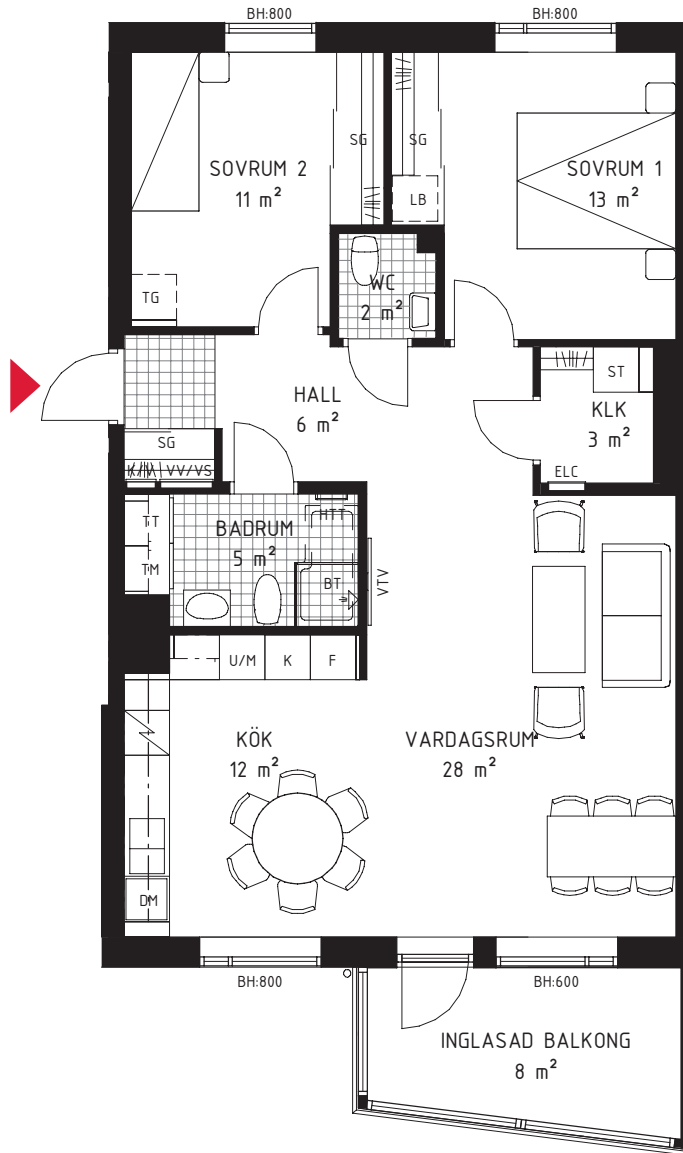 BH:800
BH:800
SG
SG
SOVRUM 2
11 m²
SOVRUM 1
13 m²
LB
WC
2 m²
TG
ST
HALL
6 m²
KLK
3 m²
SG
K/V VV/VS
ELC
TT
HTT
BADRUM
5 m²
TM
BT
VTV
U/M
K
F
KÖK
12 m²
VARDAGSRUM
28 m²
DM
BH:800
BH:600
INGLASAD BALKONG
8 m²